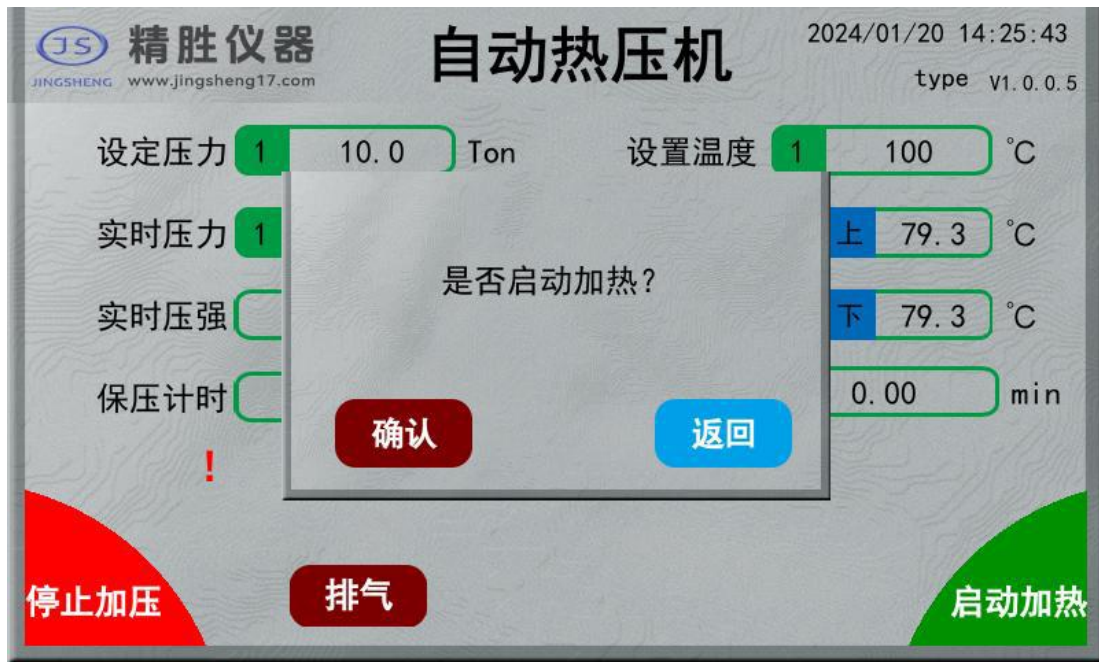 JS 精胜仪器
JINGSHENG www.jingsheng17.com
自动热压机
2024/01/20 14:25:43
type V1.0.0.5
设定压力 1 10.0 Ton
设置温度 1 100 ℃
实时压力 1
上 79.3 ℃
是否启动加热?
实时压强
下 79.3 ℃
保压计时
0.00 min
确认 返回
!
停止加压 排气 启动加热